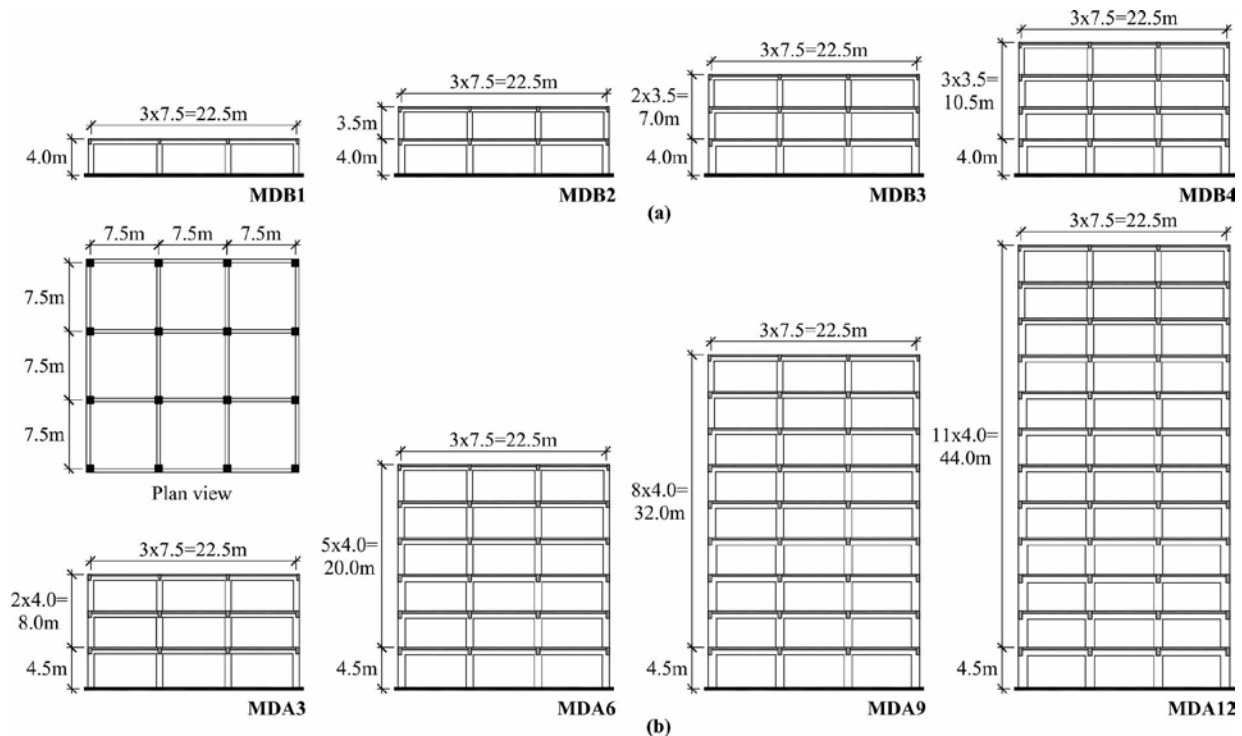 3x7.5=22.5m
4.0m
MDB1
3x7.5=22.5m
3.5m
4.0m
MDB2
3x7.5=22.5m
2x3.5=
7.0m
4.0m
MDB3
3x7.5=22.5m
3x3.5=
10.5m
4.0m
MDB4
(a)
7.5m 7.5m 7.5m
7.5m
7.5m
7.5m
Plan view
3x7.5=22.5m
2x4.0=
8.0m
4.5m
MDA3
3x7.5=22.5m
5x4.0=
20.0m
4.5m
MDA6
3x7.5=22.5m
8x4.0=
32.0m
4.5m
MDA9
3x7.5=22.5m
11x4.0=
44.0m
4.5m
MDA12
(b)